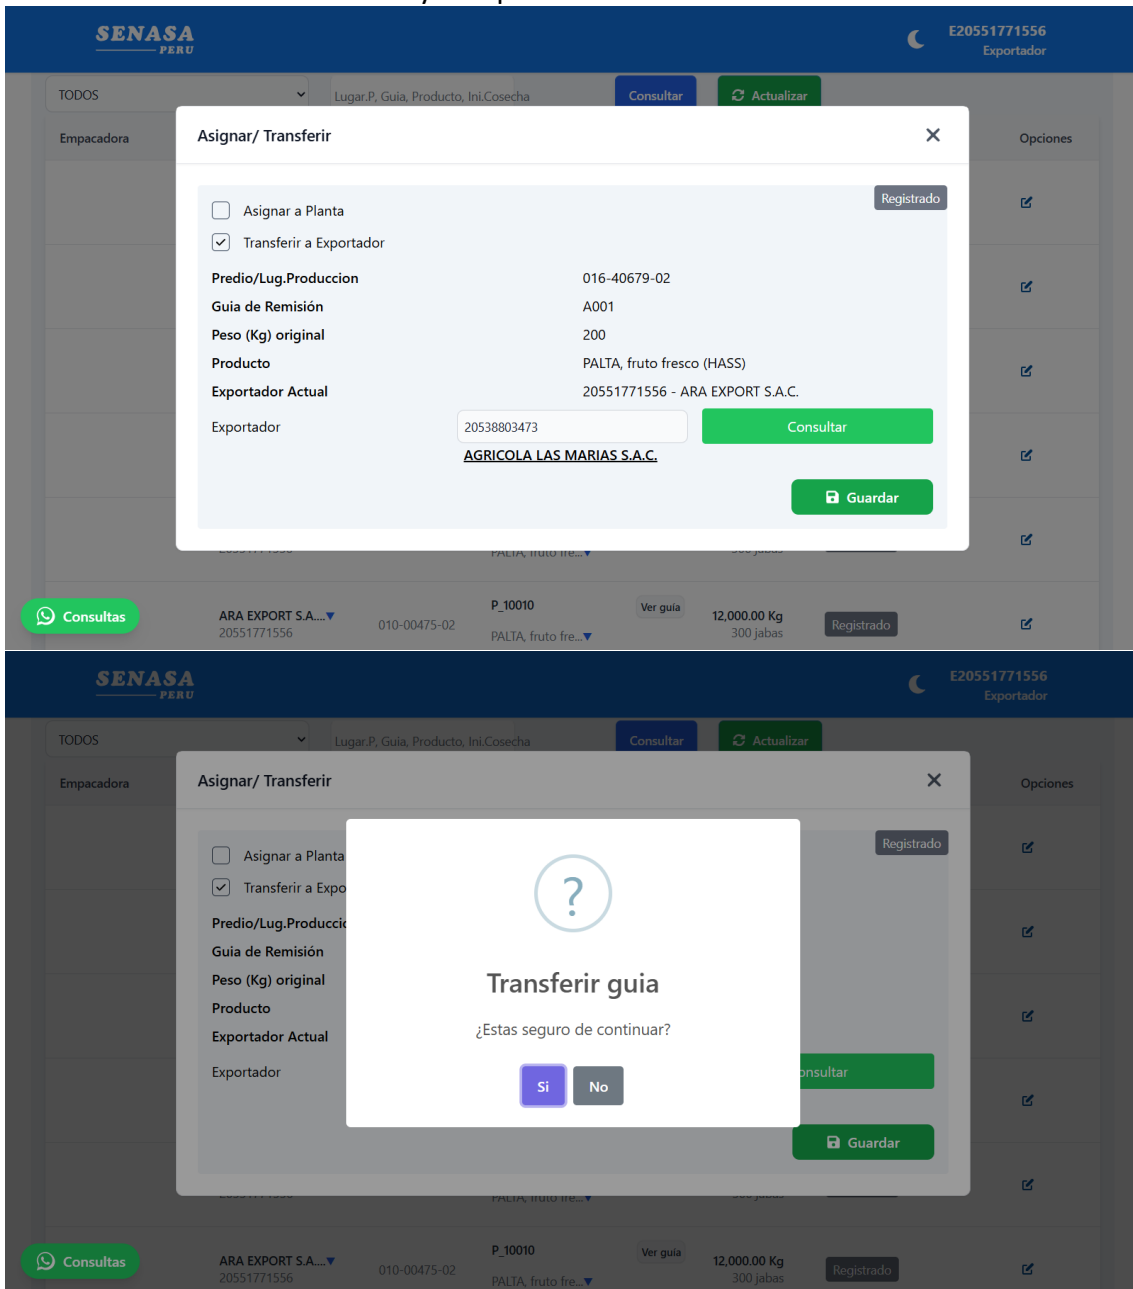 SENASA
PERU
E20551771556
Exportador
TODOS
Lugar.P, Guia, Producto, Ini.Cosecha
Consultar
Actualizar
Empacadora
Opciones
Asignar/ Transferir
Registrado
Asignar a Planta
Transferir a Exportador
Predio/Lug.Produccion 016-40679-02
Guia de Remisión A001
Peso (Kg) original 200
Producto PALTA, fruto fresco (HASS)
Exportador Actual 20551771556 - ARA EXPORT S.A.C.
Exportador 20538803473 Consultar
AGRICOLA LAS MARIAS S.A.C.
Guardar
Consultas
ARA EXPORT S.A....
20551771556
010-00475-02
P_10010
PALTA, fruto fre...
Ver guia
12,000.00 Kg
300 jabas
Registrado
SENASA
PERU
E20551771556
Exportador
TODOS
Lugar.P, Guia, Producto, Ini.Cosecha
Consultar
Actualizar
Empacadora
Opciones
Asignar/ Transferir
Registrado
Asignar a Planta
Transferir a Expo
Predio/Lug.Produccio
Guia de Remisión
Peso (Kg) original
Producto
Exportador Actual
Exportador
onsultar
Guardar
Transferir guia
¿Estas seguro de continuar?
Si
No
Consultas
ARA EXPORT S.A....
20551771556
010-00475-02
P_10010
PALTA, fruto fre...
Ver guia
12,000.00 Kg
300 jabas
Registrado